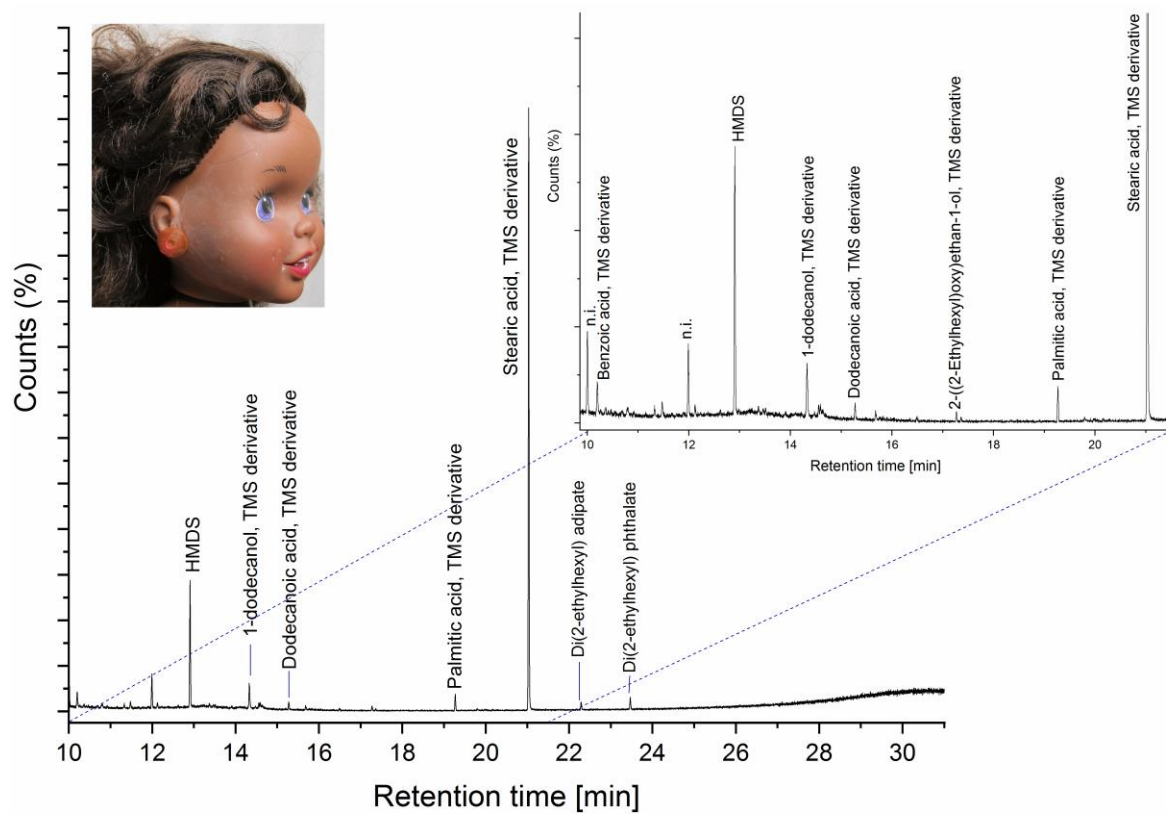 Counts (%)
HMDS
1-dodecanol, TMS derivative
Dodecanoic acid, TMS derivative
Palmitic acid, TMS derivative
Stearic acid, TMS derivative
Di(2-ethylhexyl) adipate
Di(2-ethylhexyl) phthalate
10 12 14 16 18 20 22 24 26 28 30
Retention time [min]
Counts (%)
n.i.
Benzoic acid, TMS derivative
n.i.
HMDS
1-dodecanol, TMS derivative
Dodecanoic acid, TMS derivative
2-((2-Ethylhexyl)oxy)ethan-1-ol, TMS derivative
Palmitic acid, TMS derivative
Stearic acid, TMS derivative
10 12 14 16 18 20
Retention time [min]